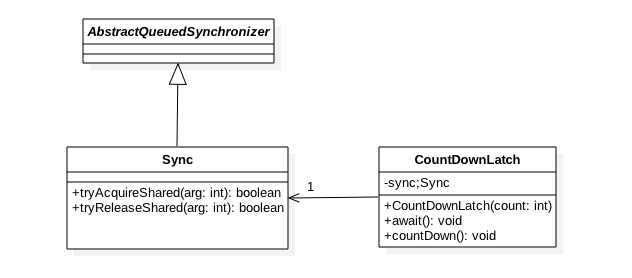 AbstractQueuedSynchronizer
Sync
+tryAcquireShared(arg: int): boolean
+tryReleaseShared(arg: int): boolean
1
CountDownLatch
-sync;Sync
+CountDownLatch(count: int)
+await(): void
+countDown(): void